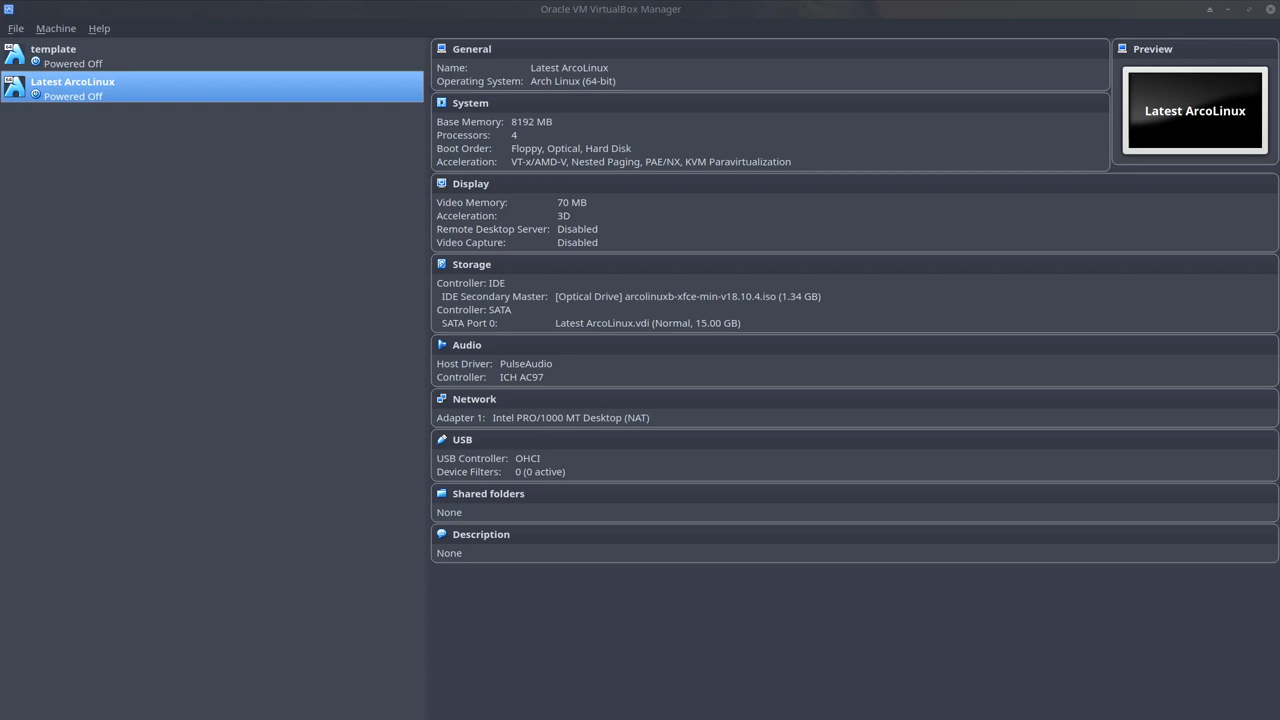 Oracle VM VirtualBox Manager
File Machine Help
template
Powered Off
Latest ArcoLinux
Powered Off
General
Name: Latest ArcoLinux
Operating System: Arch Linux (64-bit)
System
Base Memory: 8192 MB
Processors: 4
Boot Order: Floppy, Optical, Hard Disk
Acceleration: VT-x/AMD-V, Nested Paging, PAE/NX, KVM Paravirtualization
Preview
Latest ArcoLinux
Display
Video Memory: 70 MB
Acceleration: 3D
Remote Desktop Server: Disabled
Video Capture: Disabled
Storage
Controller: IDE
IDE Secondary Master: [Optical Drive] arcolinuxb-xfce-min-v18.10.4.iso (1.34 GB)
Controller: SATA
SATA Port 0: Latest ArcoLinux.vdi (Normal, 15.00 GB)
Audio
Host Driver: PulseAudio
Controller: ICH AC97
Network
Adapter 1: Intel PRO/1000 MT Desktop (NAT)
USB
USB Controller: OHCI
Device Filters: 0 (0 active)
Shared folders
None
Description
None